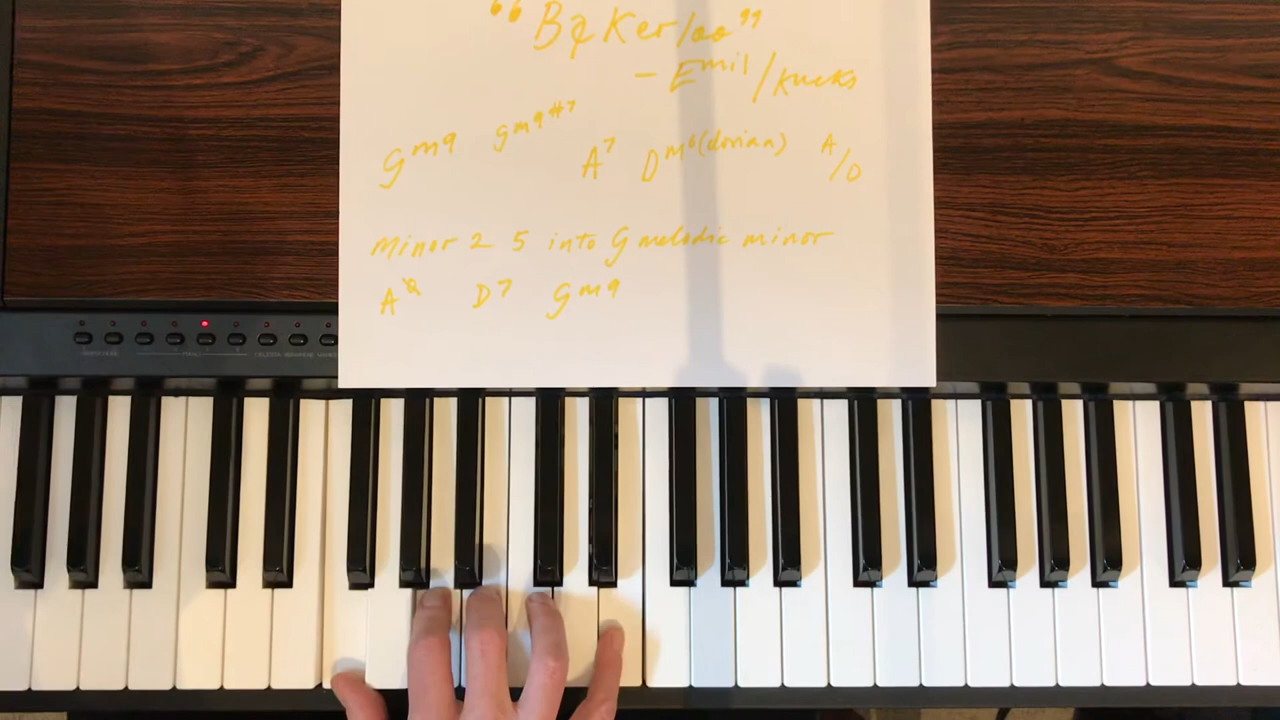 "Bakerloo"
- Emil/Kucks
Gm9 gm9#7 A7 Dm6(dorian) A/D
Minor 2 5 into G melodic minor
Aø D7 Gm9